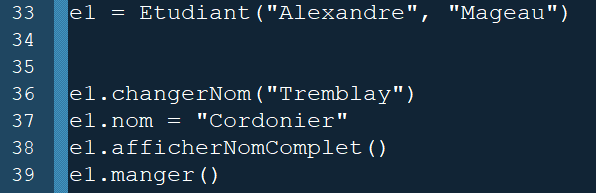 33 e1 = Etudiant("Alexandre", "Mageau")
34
35
36 e1.changerNom("Tremblay")
37 e1.nom = "Cordonier"
38 e1.afficherNomComplet()
39 e1.manger()